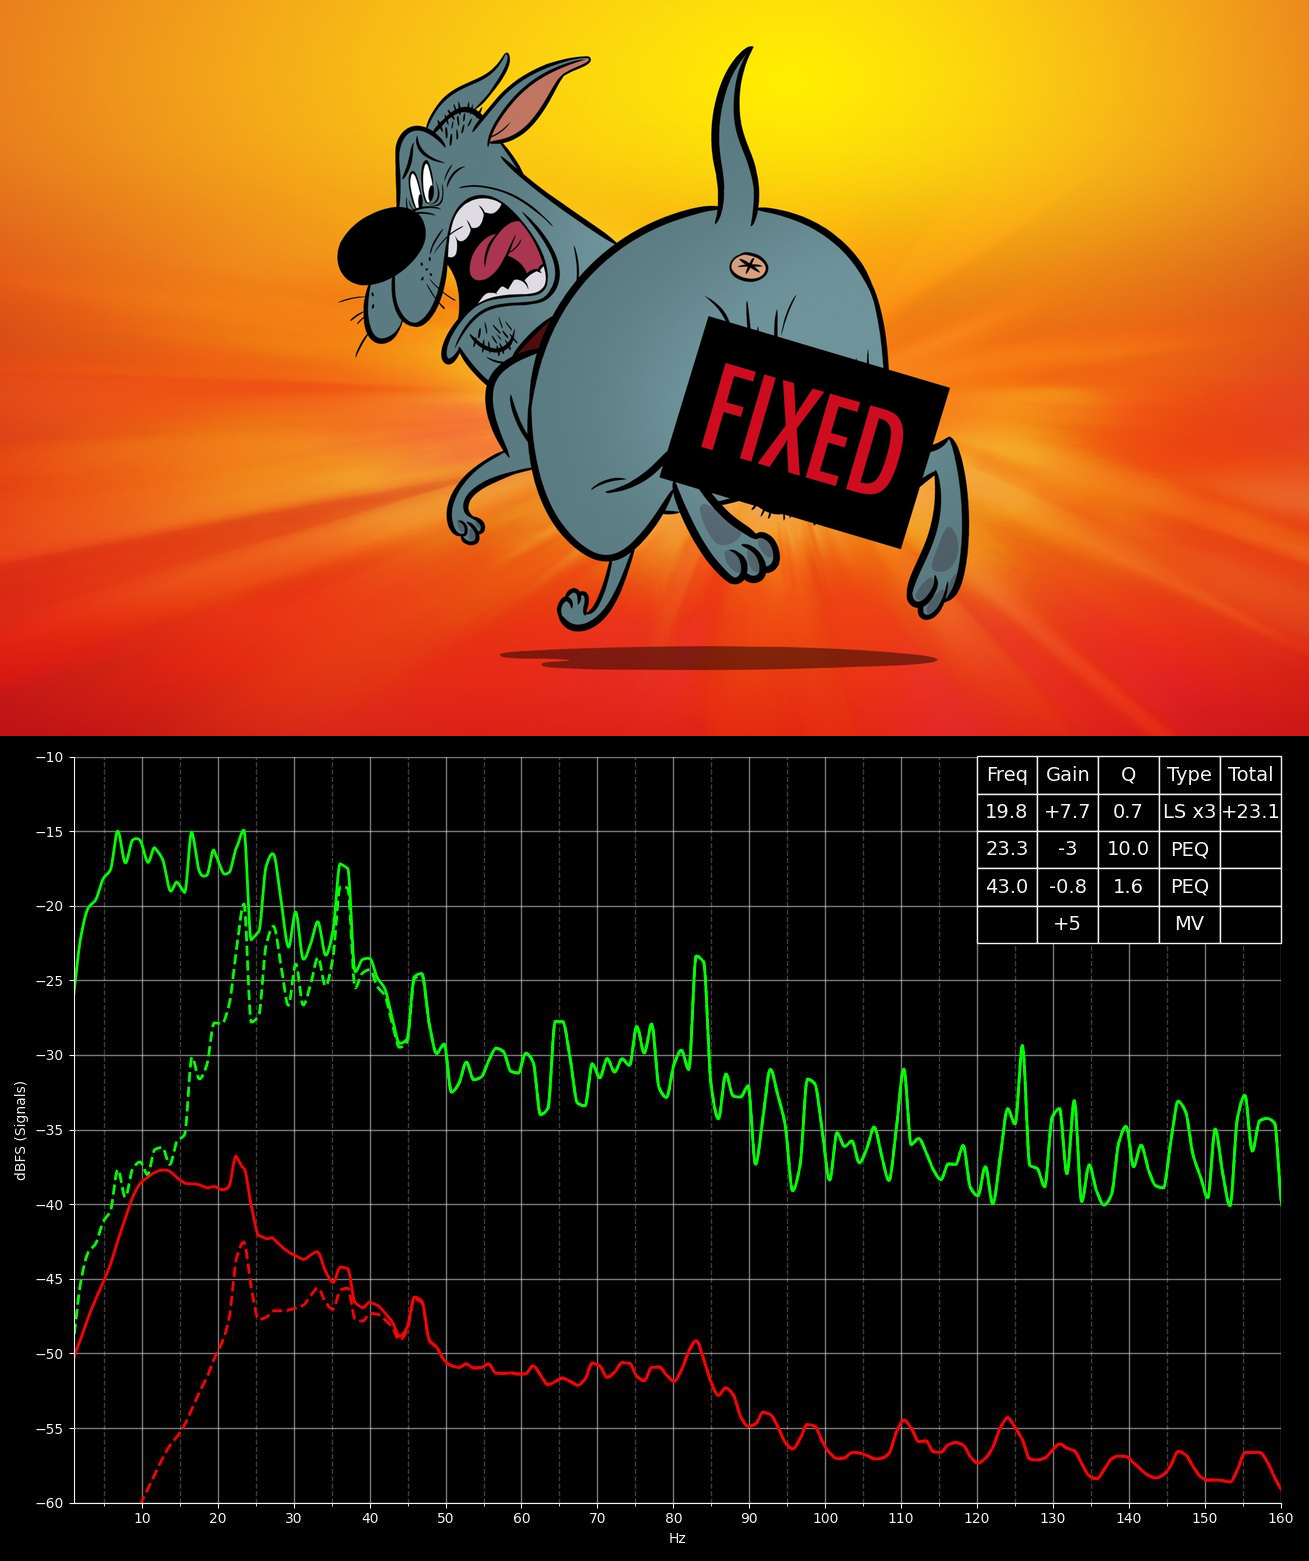 FIXED
Freq Gain Q Type Total
19.8 +7.7 0.7 LS x3 +23.1
23.3 -3 10.0 PEQ
43.0 -0.8 1.6 PEQ
+5 MV
−10
−15
−20
−25
−30
−35
−40
−45
−50
−55
−60
dBFS (Signals)
10 20 30 40 50 60 70 80 90 100 110 120 130 140 150 160
Hz